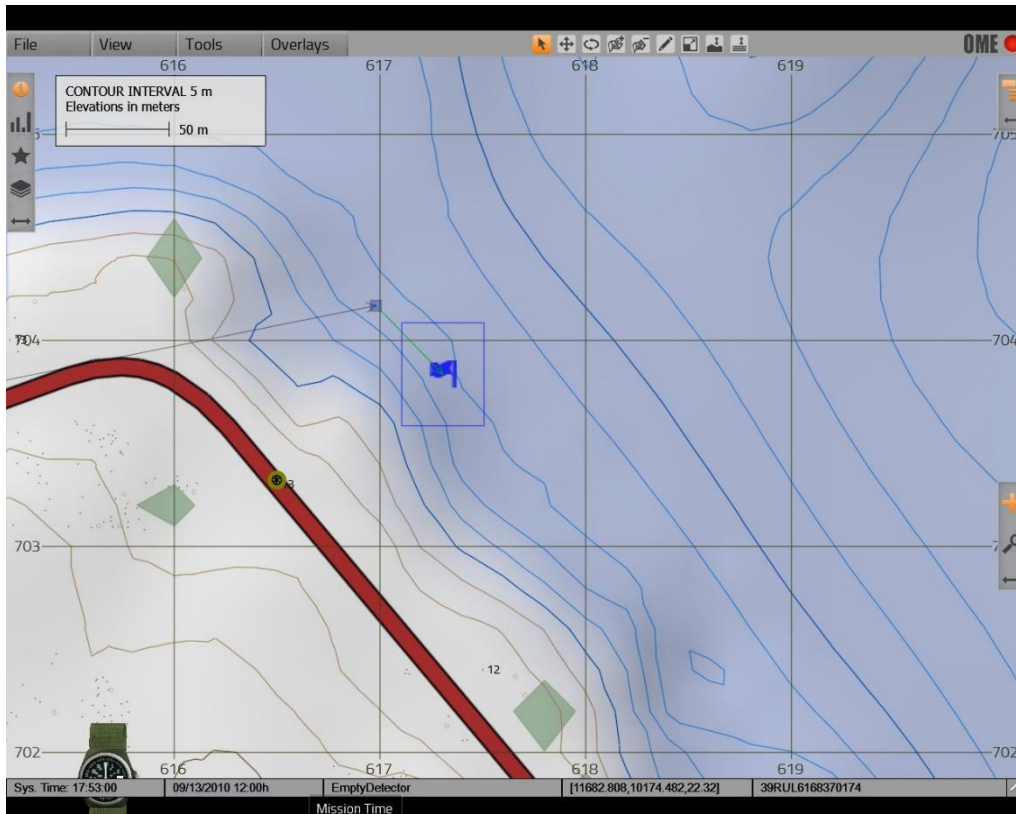 File View Tools Overlays OME
616 617 618 619
CONTOUR INTERVAL 5 m
Elevations in meters
50 m
705
704 704
703
12
702 702
616 617 618 619
Sys. Time: 17:53:00 09/13/2010 12:00h EmptyDetector [11682.808,10174.482,22.32] 39RUL6168370174
Mission Time